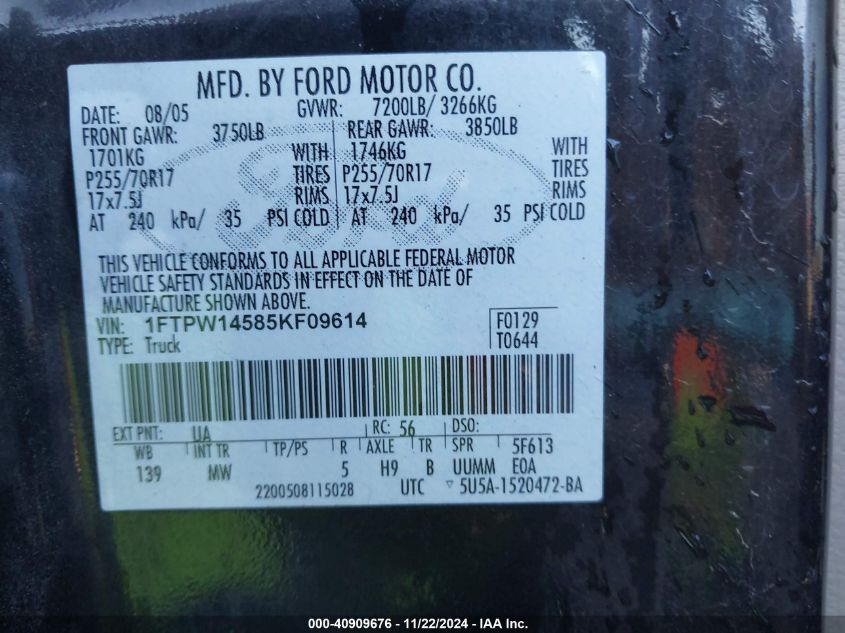 MFD. BY FORD MOTOR CO.
DATE: 08/05 GVWR: 7200LB/ 3266KG
FRONT GAWR: 3750LB REAR GAWR: 3850LB
1701KG WITH 1746KG WITH
P255/70R17 TIRES P255/70R17 TIRES
17x7.5J RIMS 17x7.5J RIMS
AT 240 kPa/ 35 PSI COLD AT 240 kPa/ 35 PSI COLD
THIS VEHICLE CONFORMS TO ALL APPLICABLE FEDERAL MOTOR
VEHICLE SAFETY STANDARDS IN EFFECT ON THE DATE OF
MANUFACTURE SHOWN ABOVE.
VIN: 1FTPW14585KF09614 F0129
TYPE: Truck T0644
EXT PNT: UA RC: 56 DSO:
WB INT TR TP/PS R AXLE TR SPR 5F613
139 MW 5 H9 B UUMM E0A
2200508115028 UTC ▽ 5U5A-1520472-BA
Ford
000-40909676 - 11/22/2024 - IAA Inc.